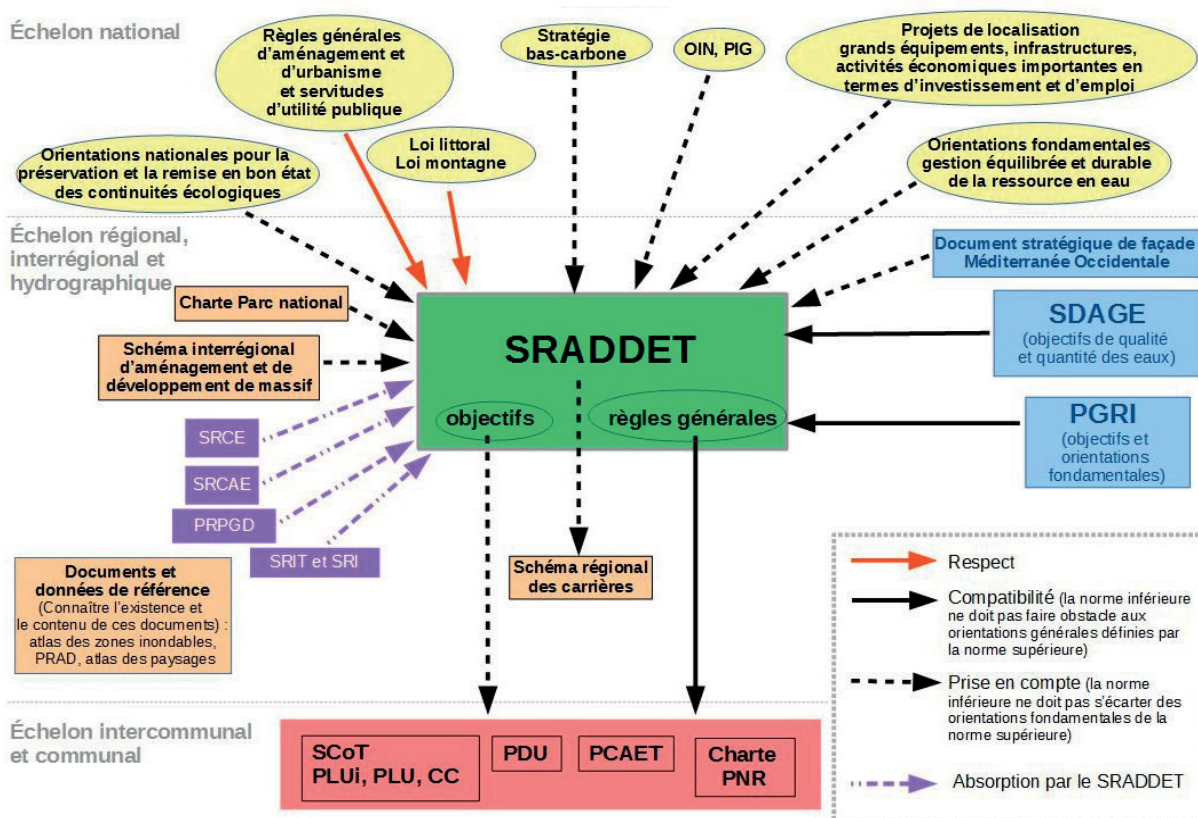 Échelon national
Règles générales
d'aménagement et
d'urbanisme
et servitudes
d'utilité publique
Stratégie
bas-carbone
OIN, PIG
Projets de localisation
grands équipements, infrastructures,
activités économiques importantes en
termes d'investissement et d'emploi
Orientations nationales pour la
préservation et la remise en bon état
des continuités écologiques
Loi littoral
Loi montagne
Orientations fondamentales
gestion équilibrée et durable
de la ressource en eau
Échelon régional,
interrégional et
hydrographique
Document stratégique de façade
Méditerranée Occidentale
Charte Parc national
Schéma interrégional
d'aménagement et de
développement de massif
SRADDET
objectifs
règles générales
SDAGE
(objectifs de qualité
et quantité des eaux)
PGRI
(objectifs et
orientations
fondamentales)
SRCE
SRCAE
PRPGD
SRIT et SRI
Documents et
données de référence
(Connaître l'existence et
le contenu de ces documents) :
atlas des zones inondables,
PRAD, atlas des paysages
Schéma régional
des carrières
Respect
Compatibilité (la norme inférieure
ne doit pas faire obstacle aux
orientations générales définies par
la norme supérieure)
Prise en compte (la norme
inférieure ne doit pas s'écarter des
orientations fondamentales de la
norme supérieure)
Absorption par le SRADDET
Échelon intercommunal
et communal
SCoT
PLUi, PLU, CC
PDU
PCAET
Charte
PNR